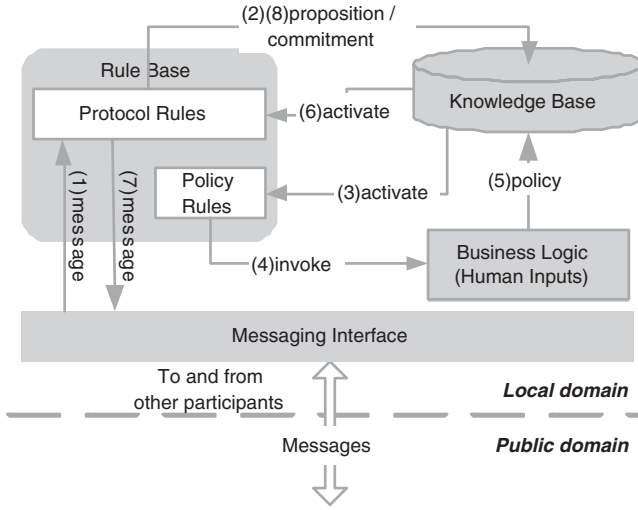 (2)(8)proposition /
commitment
Rule Base
Protocol Rules
Knowledge Base
(6)activate
(1)message
(7)message
Policy
Rules
(3)activate
(5)policy
(4)invoke
Business Logic
(Human Inputs)
Messaging Interface
To and from
other participants
Local domain
Messages
Public domain